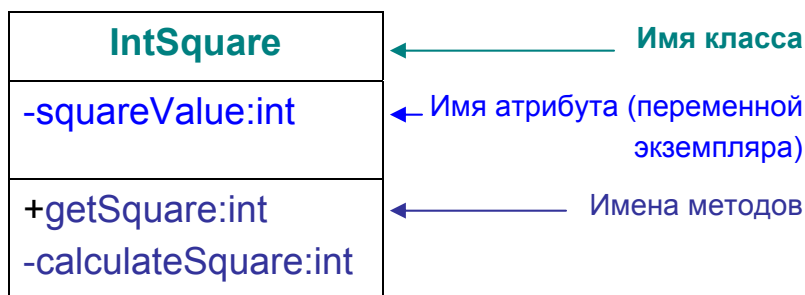 IntSquare
Имя класса
-squareValue:int
Имя атрибута (переменной
экземпляра)
+getSquare:int
Имена методов
-calculateSquare:int